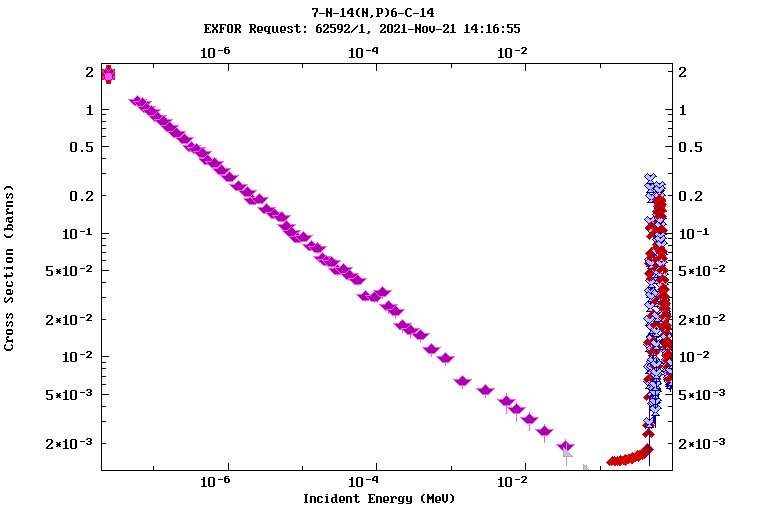 7-N-14(N,P)6-C-14
EXFOR Request: 62592/1, 2021-Nov-21 14:16:55
10-6 10-4 10-2
2 2
1 1
0.5 0.5
0.2 0.2
10-1 10-1
5*10-2 5*10-2
2*10-2 2*10-2
10-2 10-2
5*10-3 5*10-3
2*10-3 2*10-3
10-6 10-4 10-2
Incident Energy (MeV)
Cross Section (barns)